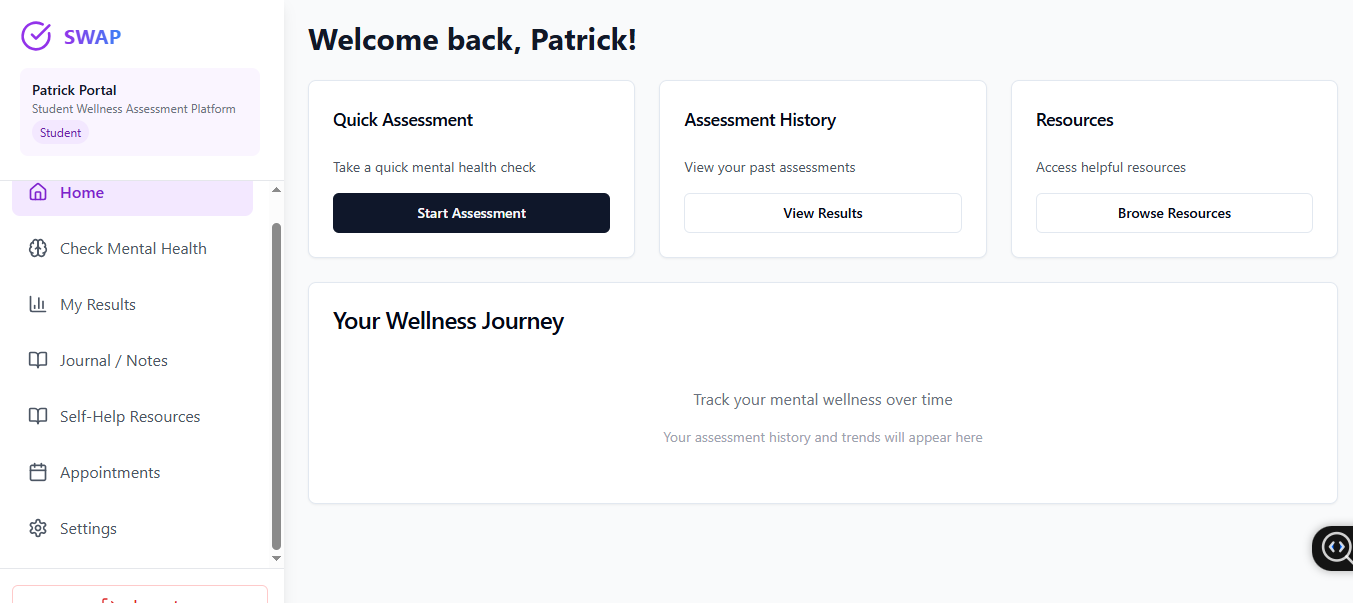 SWAP
Patrick Portal
Student Wellness Assessment Platform
Student
Home
Check Mental Health
My Results
Journal / Notes
Self-Help Resources
Appointments
Settings
Welcome back, Patrick!
Quick Assessment
Take a quick mental health check
Start Assessment
Assessment History
View your past assessments
View Results
Resources
Access helpful resources
Browse Resources
Your Wellness Journey
Track your mental wellness over time
Your assessment history and trends will appear here